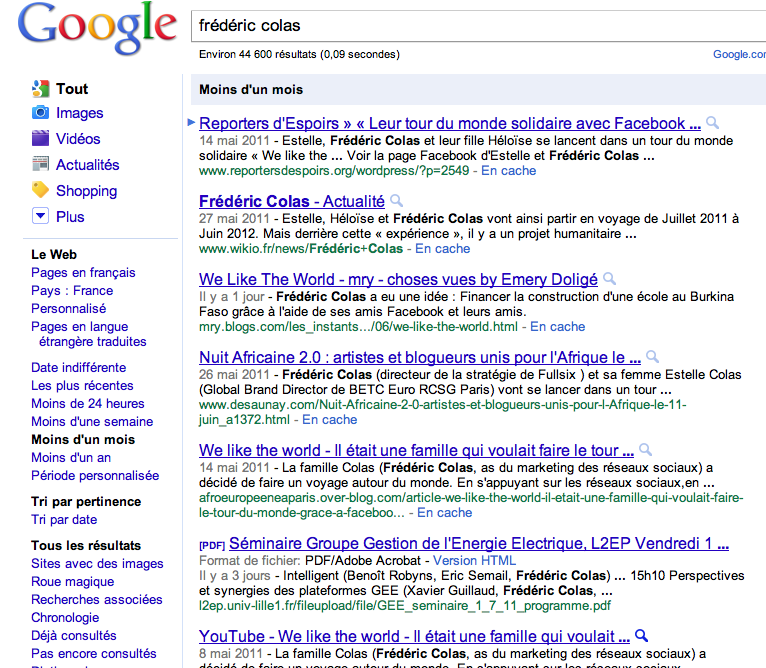 Google
frédéric colas
Environ 44 600 résultats (0,09 secondes)
Google.com
Tout
Images
Vidéos
Actualités
Shopping
Plus
Le Web
Pages en français
Pays : France
Personnalisé
Pages en langue
étrangère traduites
Date indifférente
Les plus récentes
Moins de 24 heures
Moins d'une semaine
Moins d'un mois
Moins d'un an
Période personnalisée
Tri par pertinence
Tri par date
Tous les résultats
Sites avec des images
Roue magique
Recherches associées
Chronologie
Déjà consultés
Pas encore consultés
Moins d'un mois
Reporters d'Espoirs » « Leur tour du monde solidaire avec Facebook ...
14 mai 2011 - Estelle, Frédéric Colas et leur fille Héloïse se lancent dans un tour du monde
solidaire « We like the ... Voir la page Facebook d'Estelle et Frédéric Colas ...
www.reportersdespoirs.org/wordpress/?p=2549 - En cache
Frédéric Colas - Actualité
27 mai 2011 - Estelle, Héloïse et Frédéric Colas vont ainsi partir en voyage de Juillet 2011 à
Juin 2012. Mais derrière cette « expérience », il y a un projet humanitaire ...
www.wikio.fr/news/Frédéric+Colas - En cache
We Like The World - mry - choses vues by Emery Doligé
Il y a 1 jour - Frédéric Colas a eu une idée : Financer la construction d'une école au Burkina
Faso grâce à l'aide de ses amis Facebook et leurs amis.
mry.blogs.com/les_instants.../06/we-like-the-world.html - En cache
Nuit Africaine 2.0 : artistes et blogueurs unis pour l'Afrique le ...
26 mai 2011 - Frédéric Colas (directeur de la stratégie de Fullsix ) et sa femme Estelle Colas
(Global Brand Director de BETC Euro RCSG Paris) vont se lancer dans un tour ...
www.desaunay.com/Nuit-Africaine-2-0-artistes-et-blogueurs-unis-pour-l-Afrique-le-11-
juin_a1372.html - En cache
We like the world - Il était une famille qui voulait faire le tour ...
14 mai 2011 - La famille Colas (Frédéric Colas, as du marketing des réseaux sociaux) a
décidé de faire un voyage autour du monde. En s'appuyant sur les réseaux sociaux,en ...
afroeuropeeneaparis.over-blog.com/article-we-like-the-world-il-etait-une-famille-qui-voulait-faire-
le-tour-du-monde-grace-a-faceboo... - En cache
[PDF] Séminaire Groupe Gestion de l'Energie Electrique, L2EP Vendredi 1 ...
Format de fichier: PDF/Adobe Acrobat - Version HTML
Il y a 3 jours - Intelligent (Benoît Robyns, Eric Semail, Frédéric Colas) ... 15h10 Perspectives
et synergies des plateformes GEE (Xavier Guillaud, Frédéric Colas, ...
l2ep.univ-lille1.fr/fileupload/file/GEE_seminaire_1_7_11_programme.pdf
YouTube - We like the world - Il était une famille qui voulait ...
8 mai 2011 - La famille Colas (Frédéric Colas, as du marketing des réseaux sociaux) a